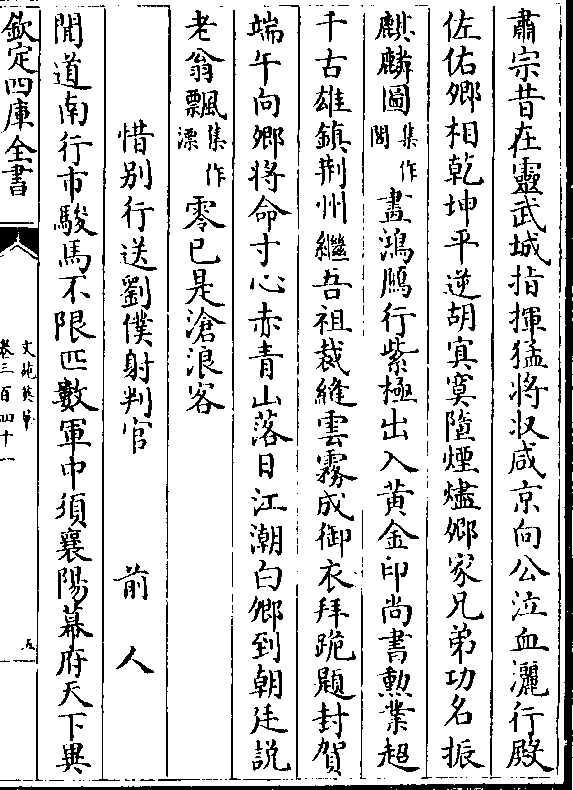 肅宗昔在靈武城指揮猛將収咸京向公泣血灑行殿
佐佑卿相乾坤平逆胡寘寞隨煙燼卿家兄弟功名振
麒麟圖集作閣畫鴻鴈行紫極出入黄金印尚書勲業超
千古雄鎮荆州繼吾祖裁縫雲霧成御衣拜跪題封賀
端午向卿將命寸心赤青山落日江潮白卿到朝廷説
老翁飄集作漂零已是滄浪客
惜别行送劉僕射判官 前人
聞道南行市駿馬不限匹數軍中須襄陽幕府天下異
欽定四庫全書
文苑英華
卷三百四十一
五